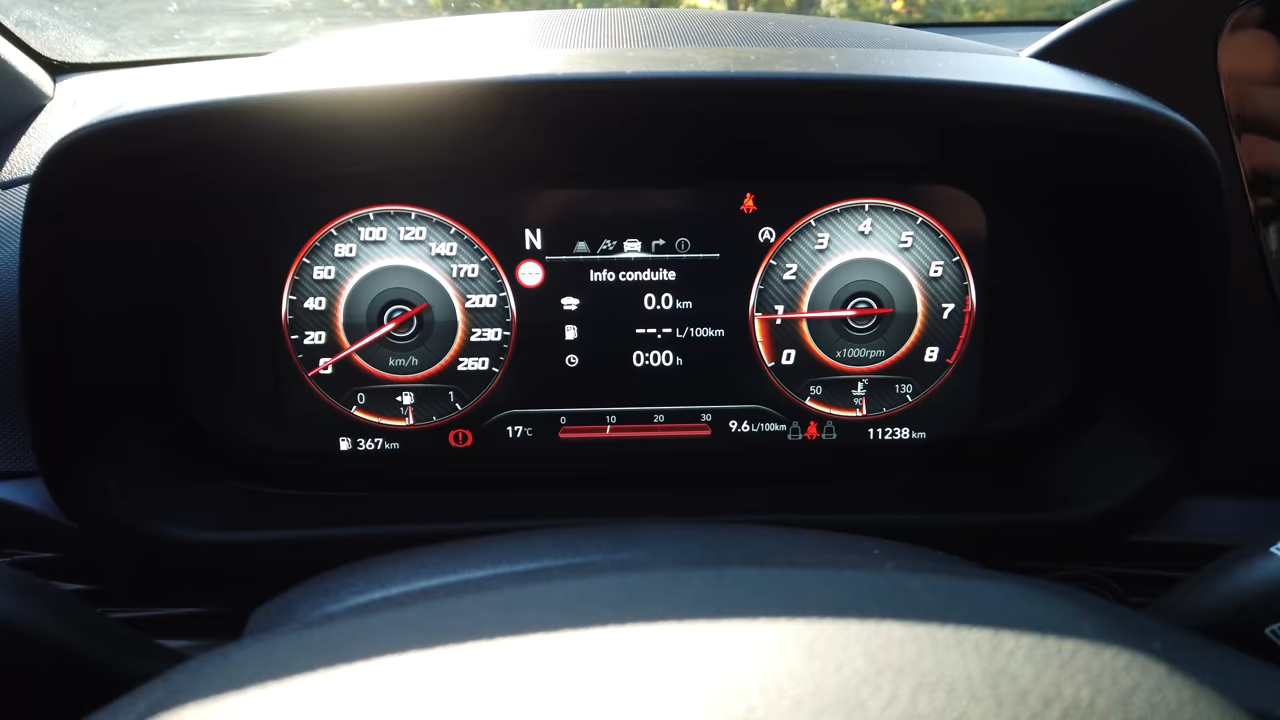 20 40 60 80 100 120 140 170 200 230 260
km/h
0 1/ 1
367 km
N
Info conduite
0.0 km
--.- L/100km
0:00 h
17°C
0 10 20 30
9.6 L/100km
A
0 1 2 3 4 5 6 7 8
x1000rpm
50 90 °C 130
11238 km